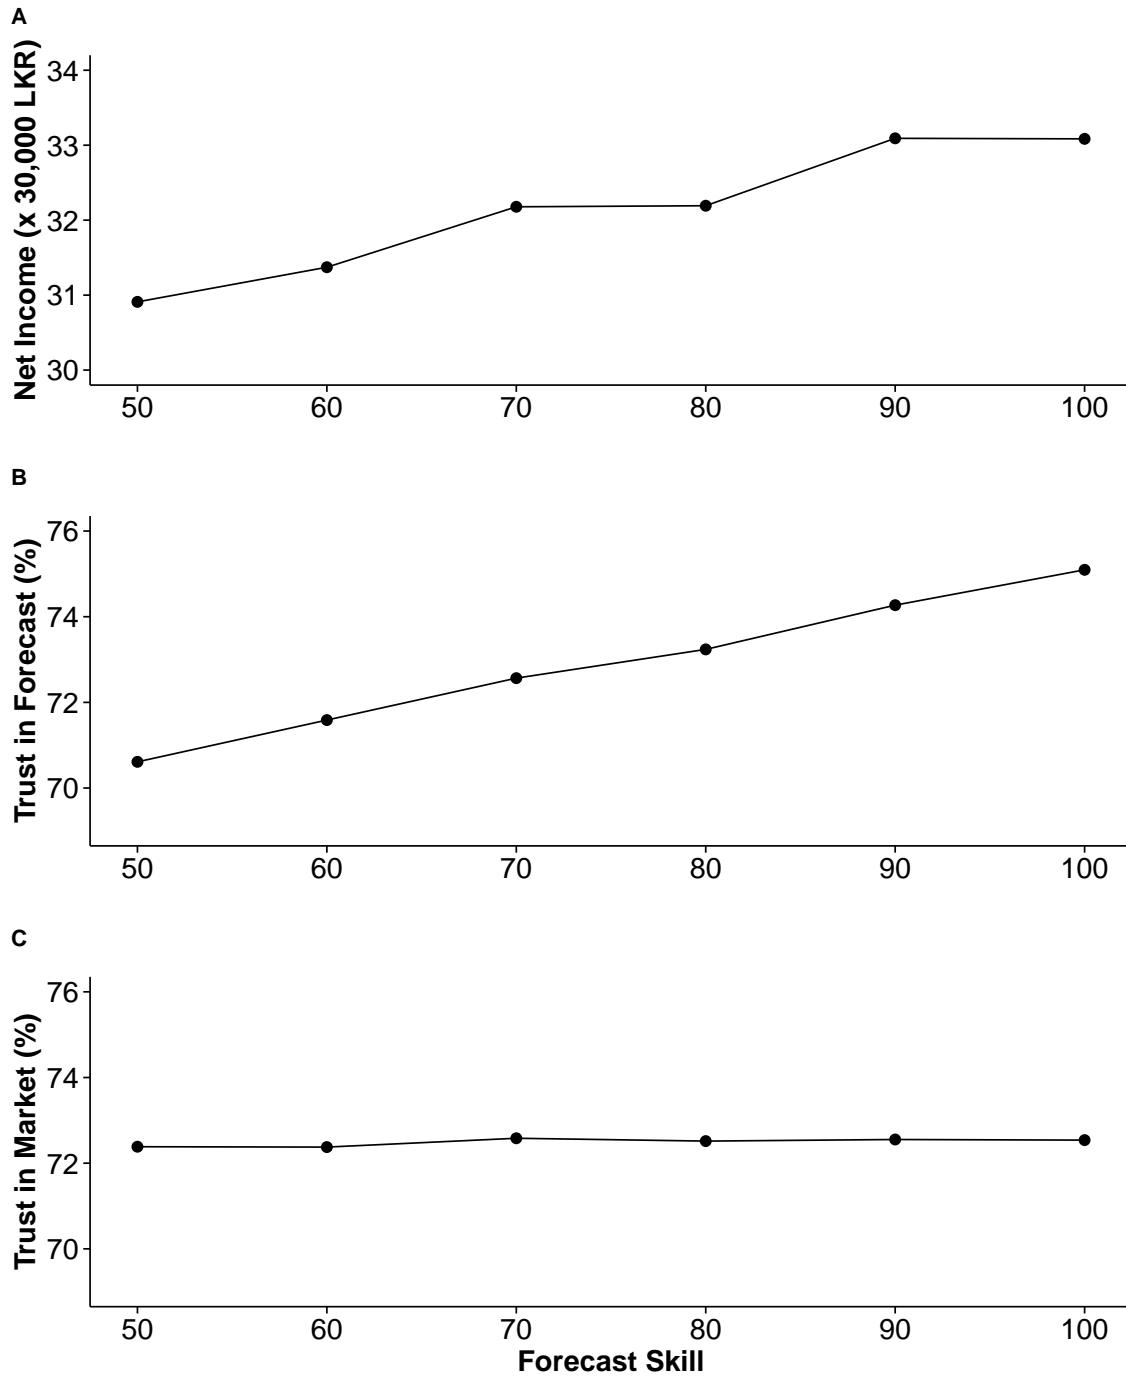 A
Net Income (x 30,000 LKR)
34
33
32
31
30
50 60 70 80 90 100
B
Trust in Forecast (%)
76
74
72
70
50 60 70 80 90 100
C
Trust in Market (%)
76
74
72
70
50 60 70 80 90 100
Forecast Skill